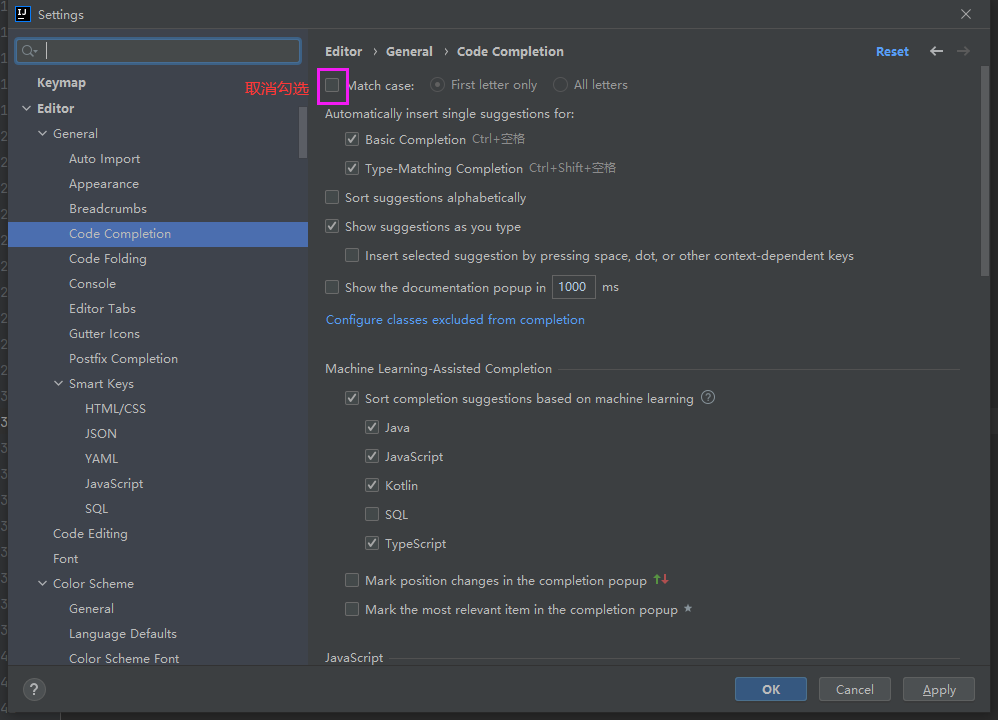 Settings
Keymap
Editor
General
Auto Import
Appearance
Breadcrumbs
Code Completion
Code Folding
Console
Editor Tabs
Gutter Icons
Postfix Completion
Smart Keys
HTML/CSS
JSON
YAML
JavaScript
SQL
Code Editing
Font
Color Scheme
General
Language Defaults
Color Scheme Font
Editor › General › Code Completion
Reset
取消勾选
Match case: First letter only All letters
Automatically insert single suggestions for:
Basic Completion Ctrl+空格
Type-Matching Completion Ctrl+Shift+空格
Sort suggestions alphabetically
Show suggestions as you type
Insert selected suggestion by pressing space, dot, or other context-dependent keys
Show the documentation popup in 1000 ms
Configure classes excluded from completion
Machine Learning-Assisted Completion
Sort completion suggestions based on machine learning ?
Java
JavaScript
Kotlin
SQL
TypeScript
Mark position changes in the completion popup
Mark the most relevant item in the completion popup
JavaScript
?
OK Cancel Apply